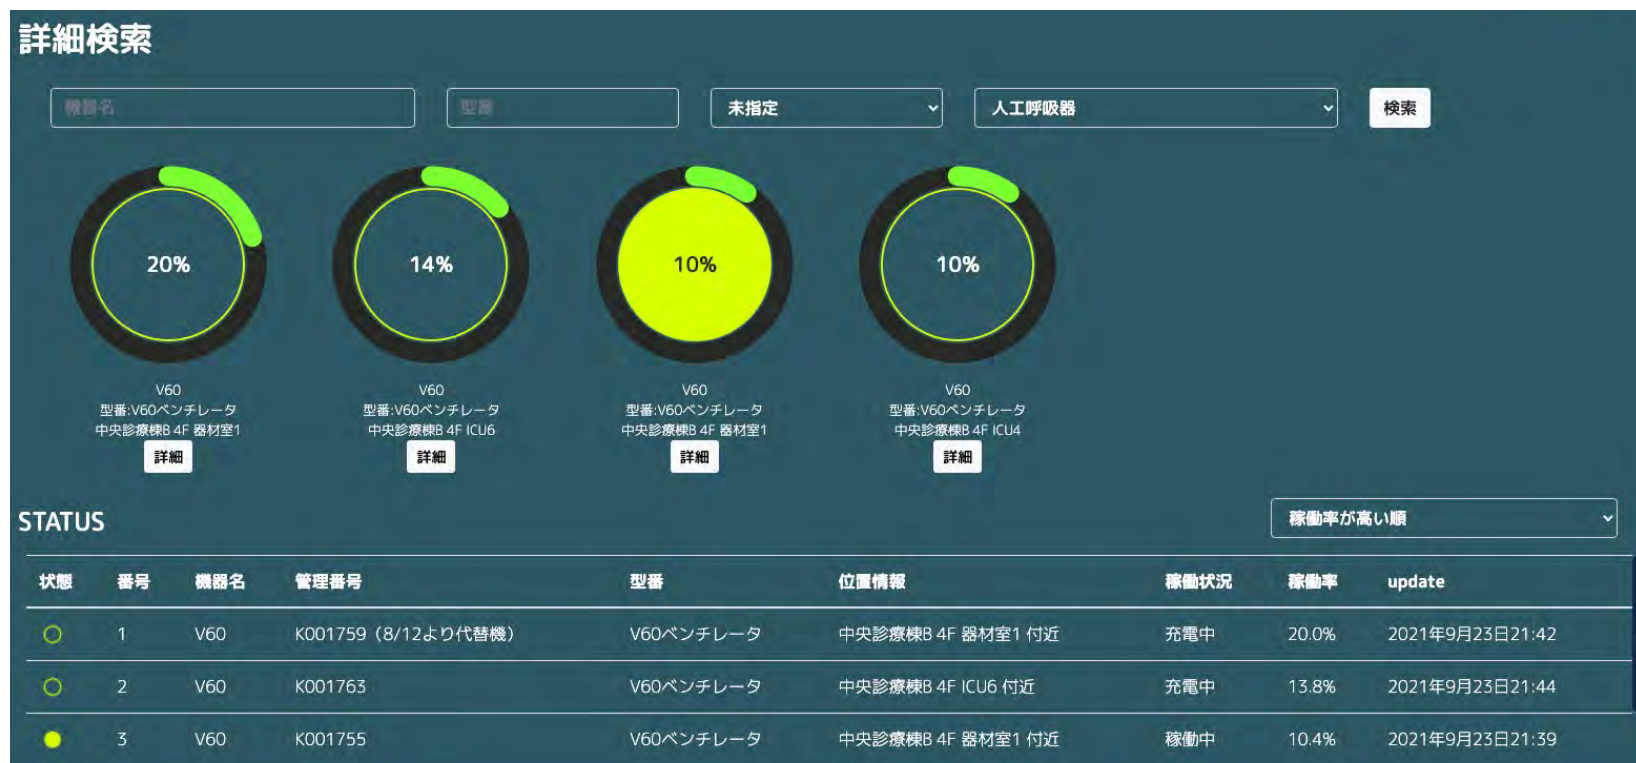 詳細検索
機器名 型番 未指定 人工呼吸器 検索
20% 14% 10% 10%
V60 V60 V60 V60
型番:V60ベンチレータ 型番:V60ベンチレータ 型番:V60ベンチレータ 型番:V60ベンチレータ
中央診療棟B 4F 器材室1 中央診療棟B 4F ICU6 中央診療棟B 4F 器材室1 中央診療棟B 4F ICU4
詳細 詳細 詳細 詳細
STATUS 稼働率が高い順
状態 番号 機器名 管理番号 型番 位置情報 稼働状況 稼働率 update
1 V60 K001759（8/12より代替機） V60ベンチレータ 中央診療棟B 4F 器材室1 付近 充電中 20.0% 2021年9月23日21:42
2 V60 K001763 V60ベンチレータ 中央診療棟B 4F ICU6 付近 充電中 13.8% 2021年9月23日21:44
3 V60 K001755 V60ベンチレータ 中央診療棟B 4F 器材室1 付近 稼働中 10.4% 2021年9月23日21:39